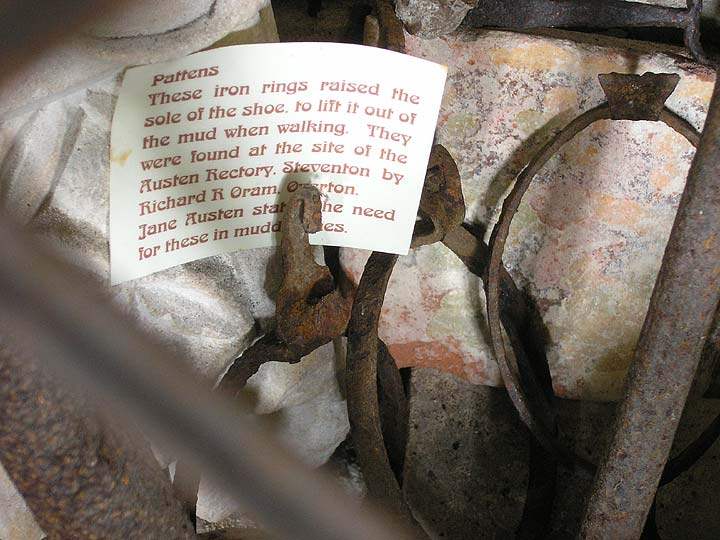 Pattens
These iron rings raised the
sole of the shoe, to lift it out of
the mud when walking. They
were found at the site of the
Austen Rectory, Steventon by
Richard R Oram,
Jane Austen need
for these in